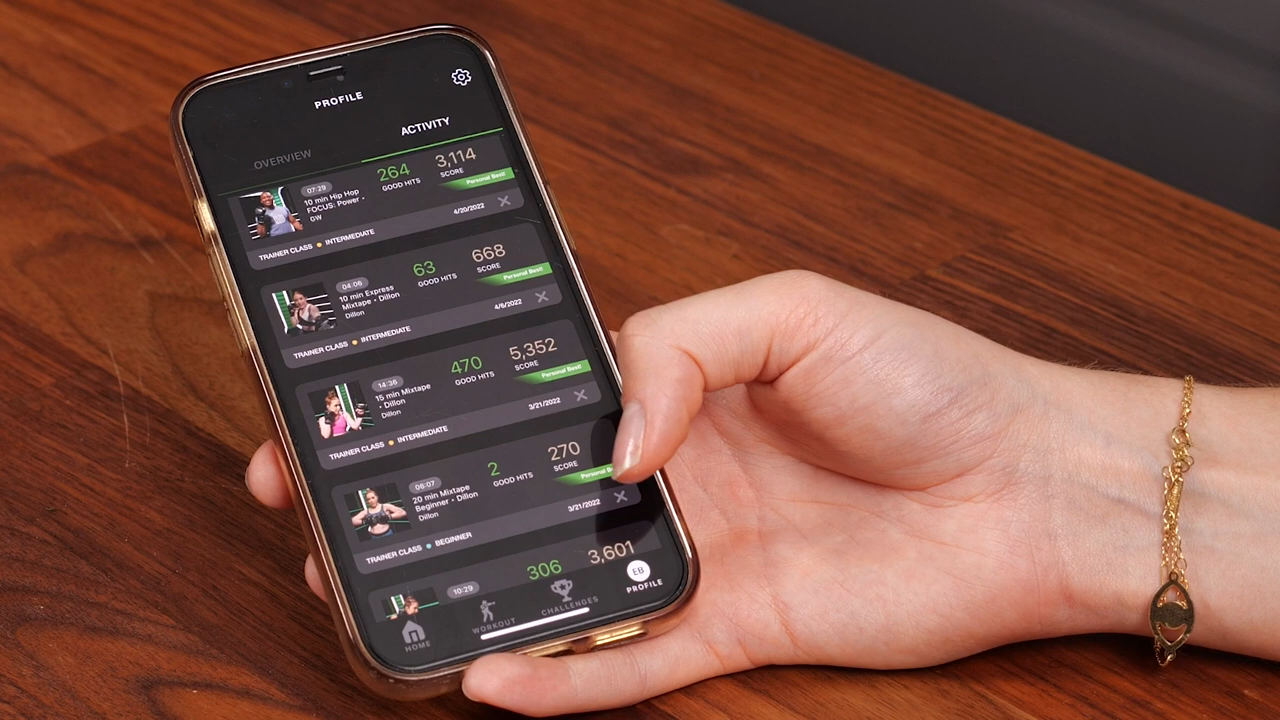 PROFILE
OVERVIEW
ACTIVITY
07:29
10 min Hip Hop
FOCUS: Power •
GW
264
GOOD HITS
3,114
SCORE
Personal Best!
4/20/2022
TRAINER CLASS • INTERMEDIATE
04:06
10 min Express
Mixtape • Dillon
Dillon
63
GOOD HITS
668
SCORE
Personal Best!
4/6/2022
TRAINER CLASS • INTERMEDIATE
14:36
15 min Mixtape
• Dillon
Dillon
470
GOOD HITS
5,352
SCORE
Personal Best!
3/21/2022
TRAINER CLASS • INTERMEDIATE
06:07
20 min Mixtape
Beginner • Dillon
Dillon
2
GOOD HITS
270
SCORE
Personal B
3/21/2022
TRAINER CLASS • BEGINNER
10:29
306
3,601
HOME
WORKOUT
CHALLENGES
EB
PROFILE